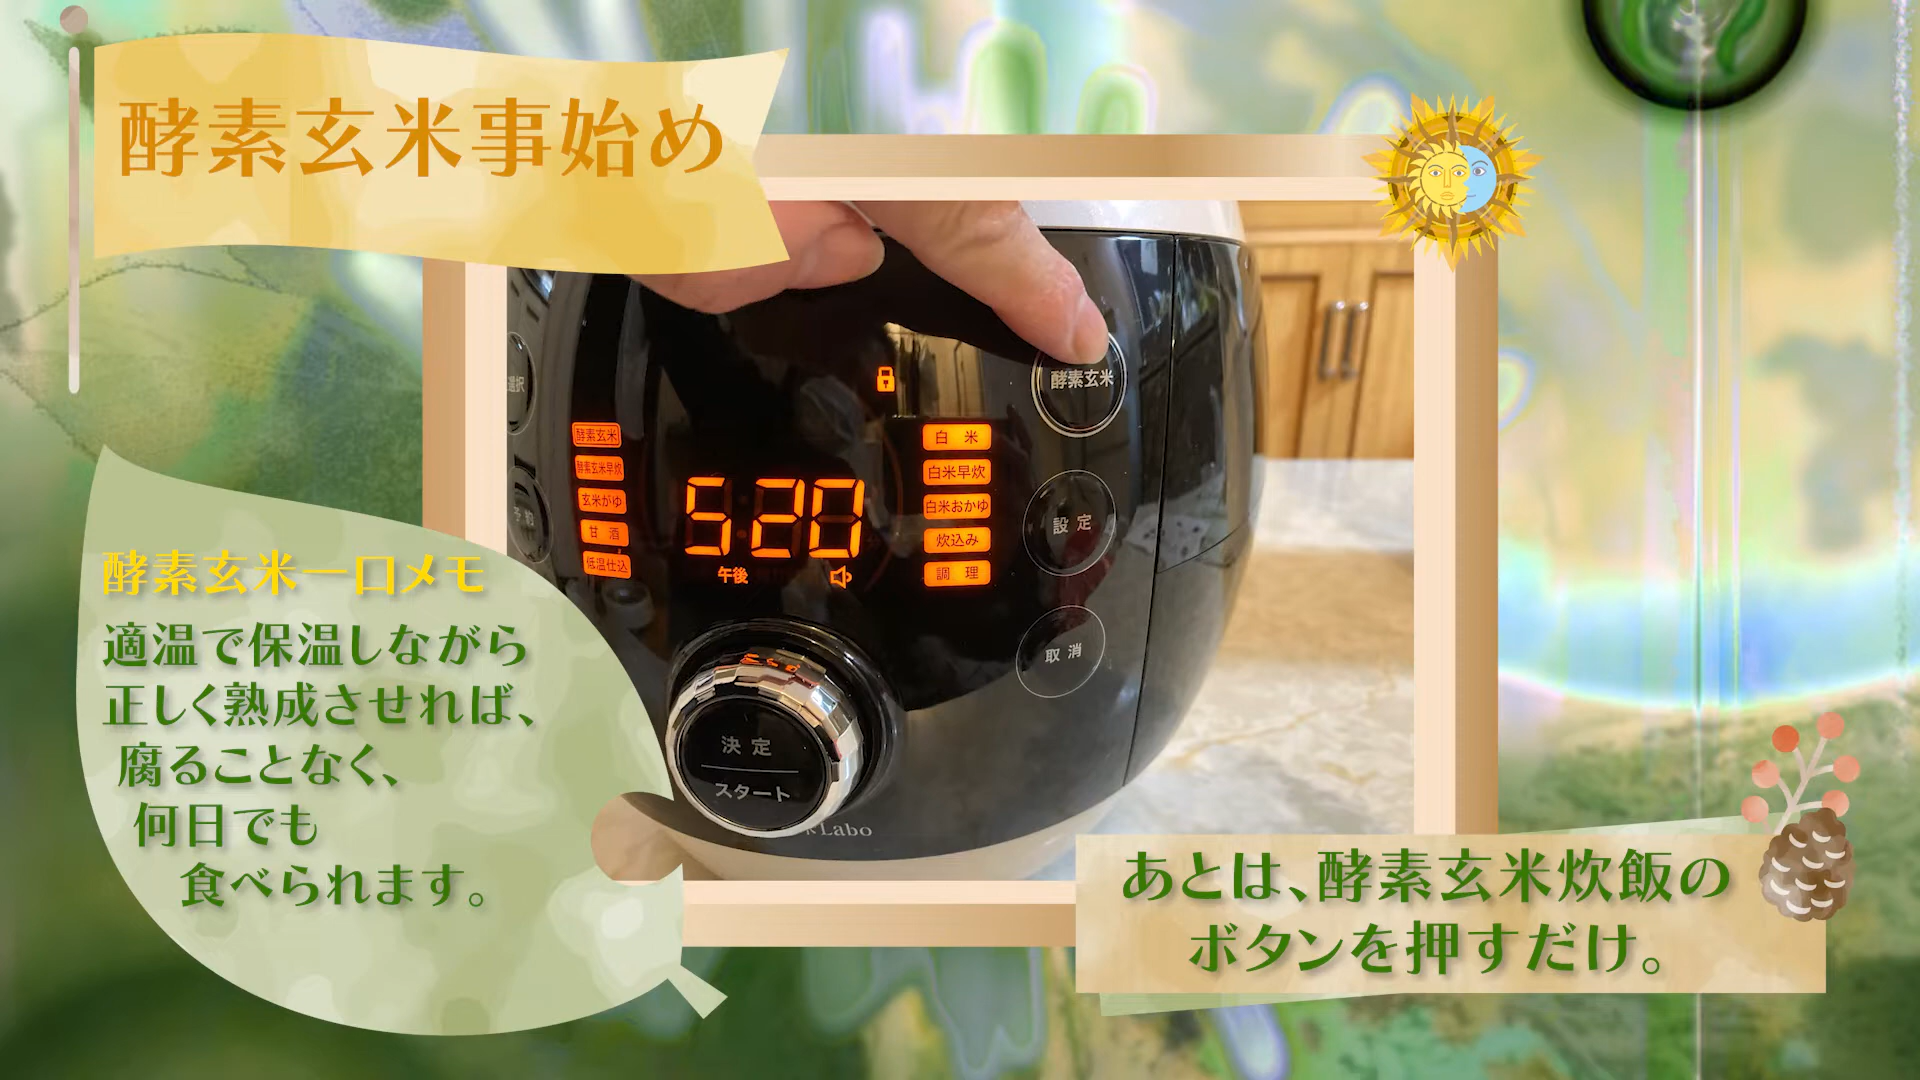 酵素玄米事始め
酵素玄米一口メモ
適温で保温しながら
正しく熟成させれば、
腐ることなく、
何日でも
食べられます。
選択
予約
酵素玄米
酵素玄米早炊
玄米がゆ
甘酒
低温仕込
520
午後
白米
白米早炊
白米おかゆ
炊込み
調理
酵素玄米
設定
取消
決定
スタート
Labo
あとは、酵素玄米炊飯の
ボタンを押すだけ。